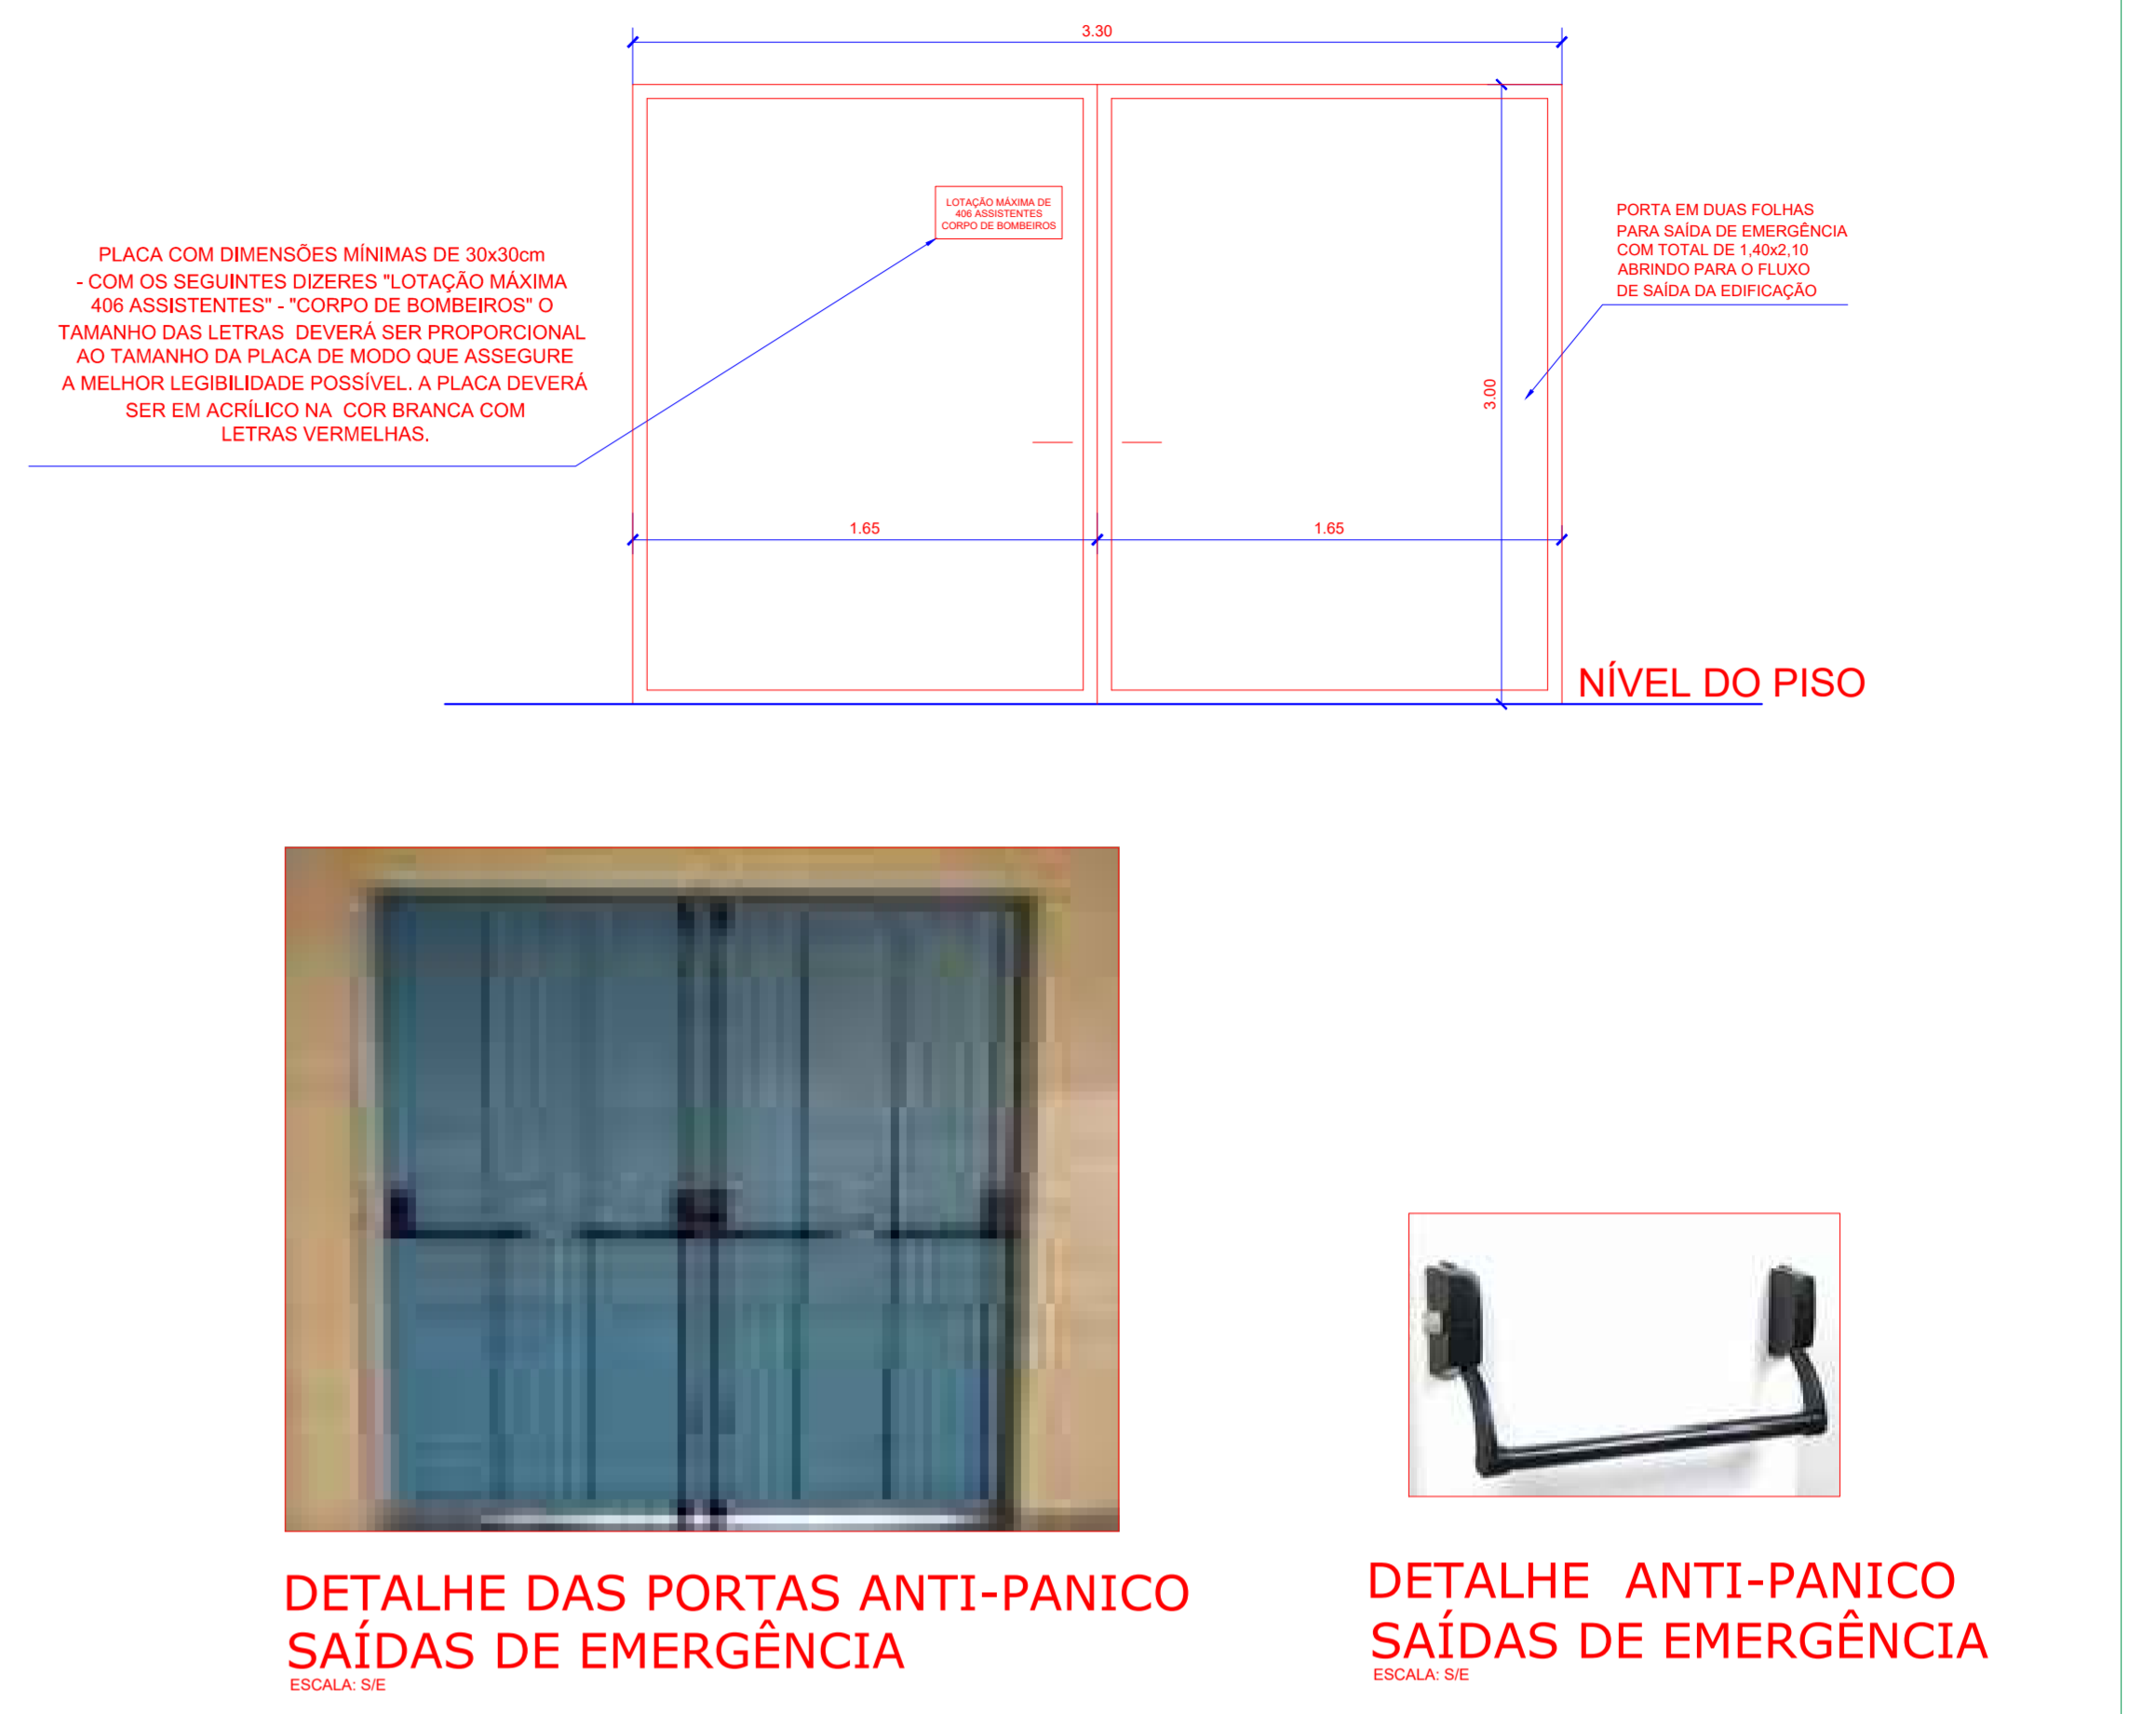 3.30
LOTAÇÃO MÁXIMA DE
406 ASSISTENTES
CORPO DE BOMBEIROS
PLACA COM DIMENSÕES MÍNIMAS DE 30x30cm
- COM OS SEGUINTES DIZERES "LOTAÇÃO MÁXIMA
406 ASSISTENTES" - "CORPO DE BOMBEIROS" O
TAMANHO DAS LETRAS DEVERÁ SER PROPORCIONAL
AO TAMANHO DA PLACA DE MODO QUE ASSEGURE
A MELHOR LEGIBILIDADE POSSÍVEL. A PLACA DEVERÁ
SER EM ACRÍLICO NA COR BRANCA COM
LETRAS VERMELHAS.
PORTA EM DUAS FOLHAS
PARA SAÍDA DE EMERGÊNCIA
COM TOTAL DE 1,40x2,10
ABRINDO PARA O FLUXO
DE SAÍDA DA EDIFICAÇÃO
3.00
1.65
1.65
NÍVEL DO PISO
DETALHE DAS PORTAS ANTI-PANICO
SAÍDAS DE EMERGÊNCIA
ESCALA: S/E
DETALHE ANTI-PANICO
SAÍDAS DE EMERGÊNCIA
ESCALA: S/E